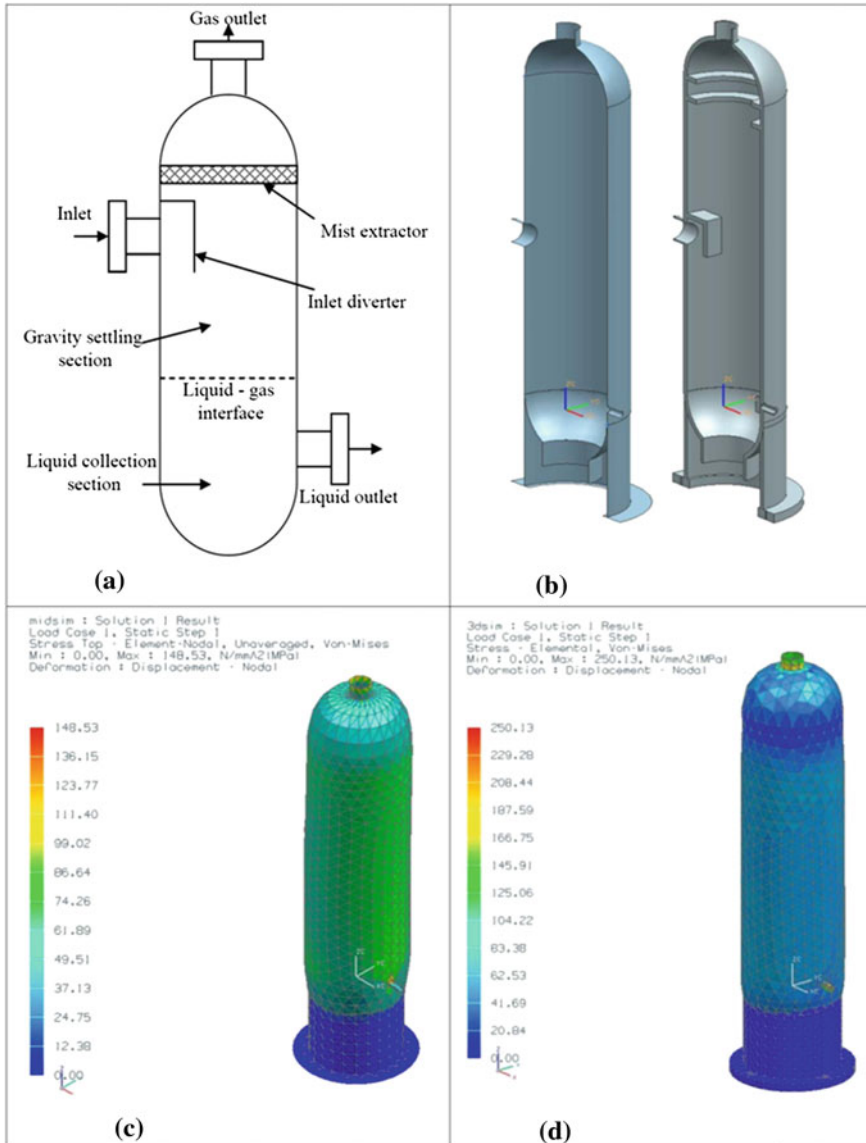 Gas outlet
Inlet
Mist extractor
Inlet diverter
Gravity settling
section
Liquid - gas
interface
Liquid collection
section
Liquid outlet
(a)
(b)
midsim : Solution 1 Result
Load Case 1, Static Step 1
Stress Top - Element-Nodal, Unaveraged, Von-Mises
Min : 0.00, Max : 148.53, N/mm^2(MPa)
Deformation : Displacement - Nodal
148.53
136.15
123.77
111.40
99.02
86.64
74.26
61.89
49.51
37.13
24.75
12.38
0.00
(c)
3dsim : Solution 1 Result
Load Case 1, Static Step 1
Stress - Elemental, Von-Mises
Min : 0.00, Max : 250.13, N/mm^2(MPa)
Deformation : Displacement - Nodal
250.13
229.28
208.44
187.59
166.75
145.91
125.06
104.22
83.38
62.53
41.69
20.84
0.00
(d)